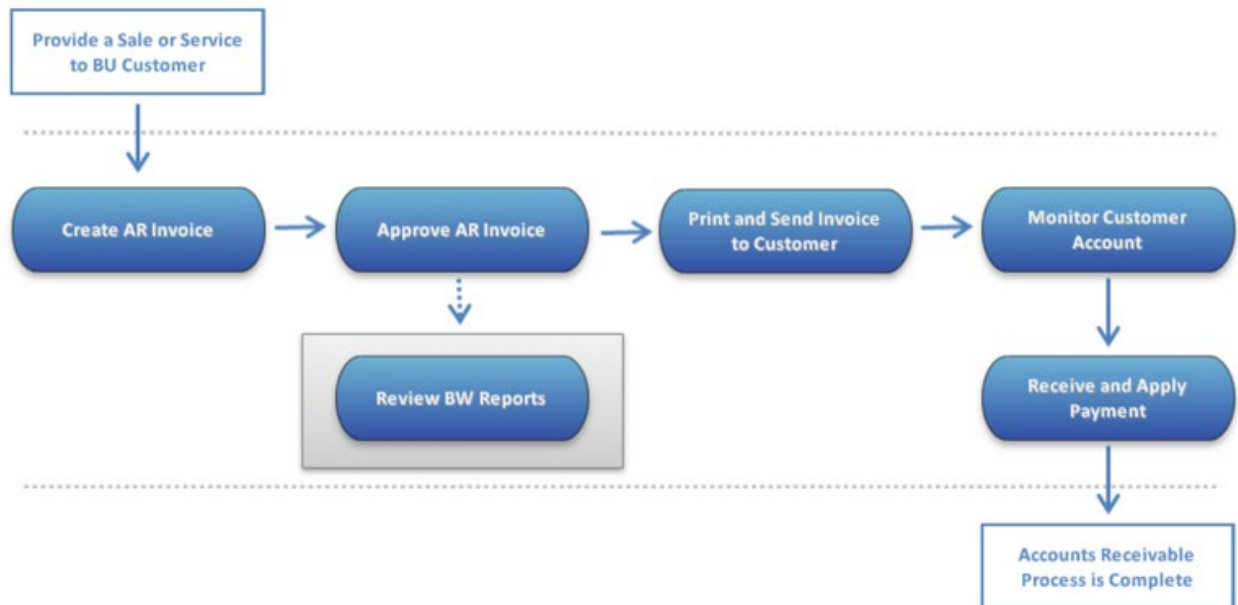 Provide a Sale or Service
to BU Customer
Create AR Invoice
Approve AR Invoice
Print and Send Invoice
to Customer
Monitor Customer
Account
Review BW Reports
Receive and Apply
Payment
Accounts Receivable
Process is Complete